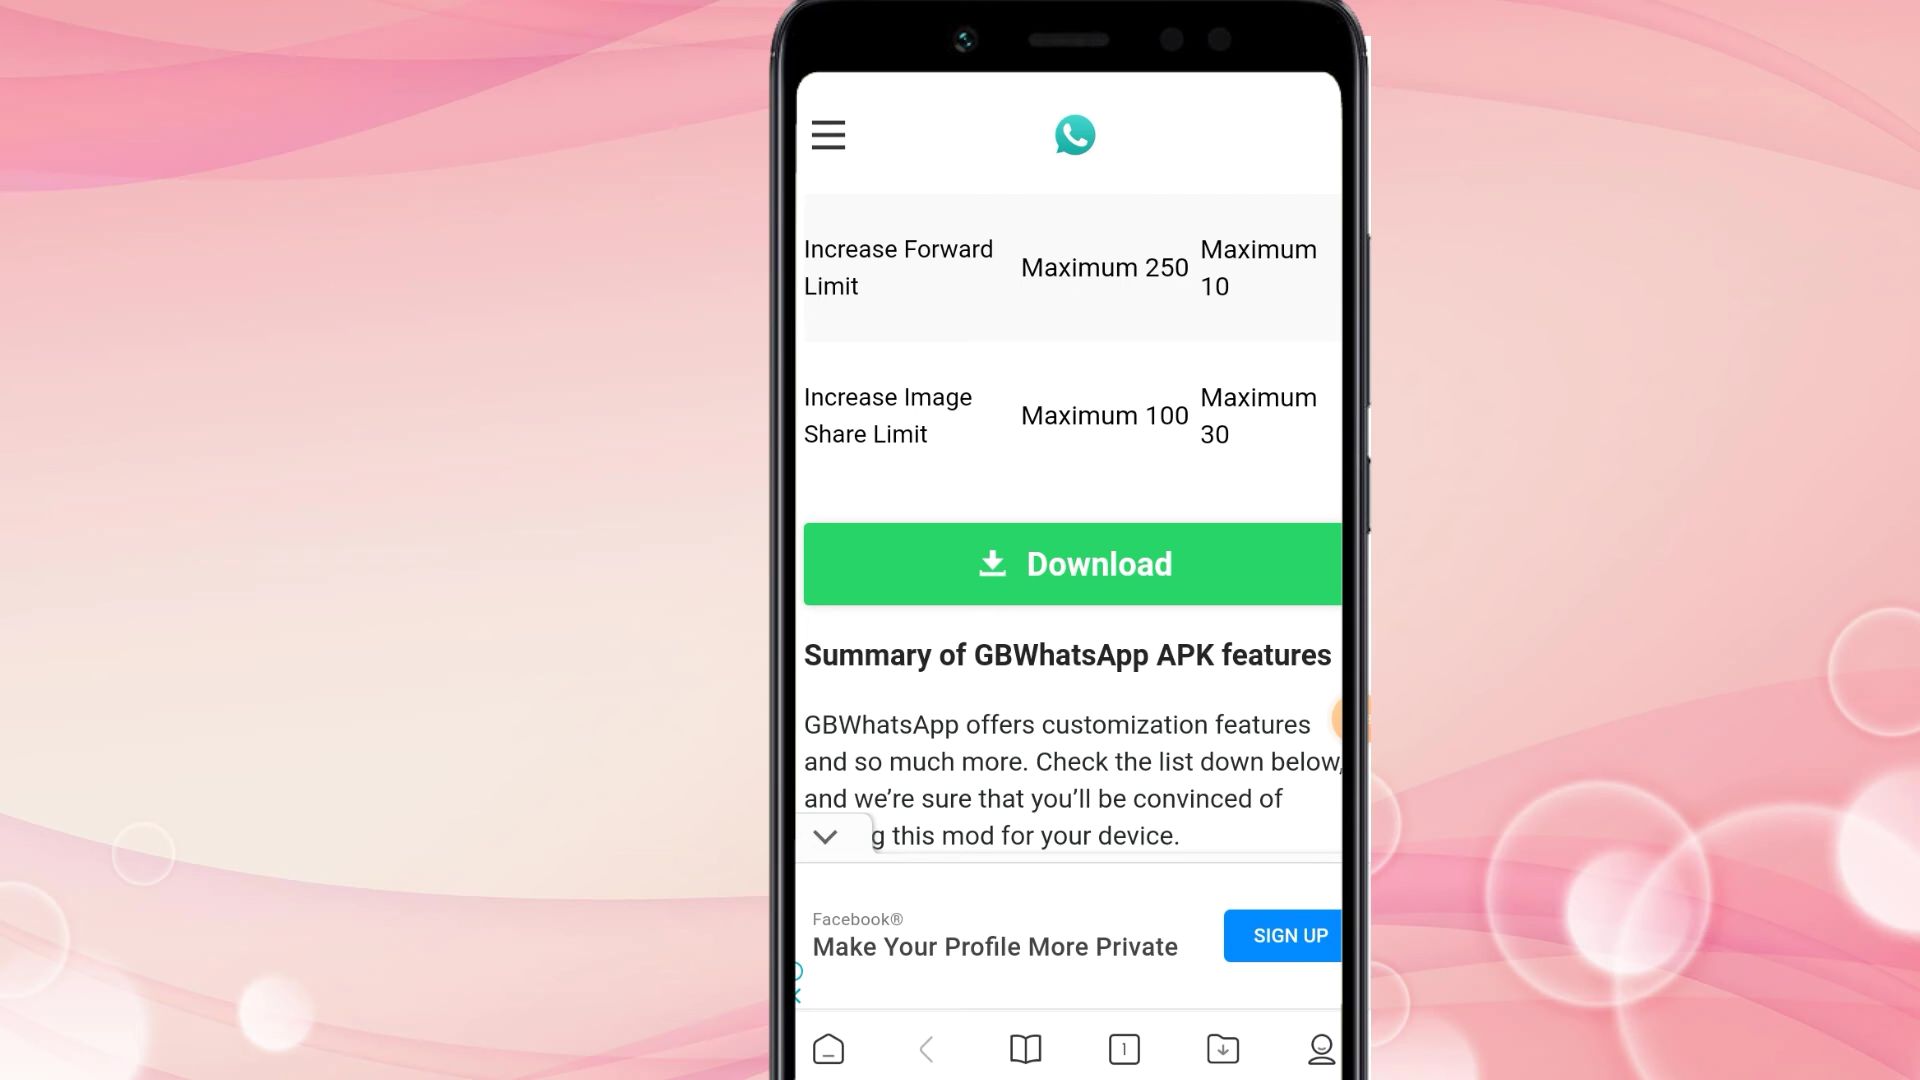 Increase Forward
Limit
Maximum 250
Maximum
10
Increase Image
Share Limit
Maximum 100
Maximum
30
Download
Summary of GBWhatsApp APK features
GBWhatsApp offers customization features
and so much more. Check the list down below,
and we’re sure that you’ll be convinced of
g this mod for your device.
Facebook®
Make Your Profile More Private
SIGN UP
1